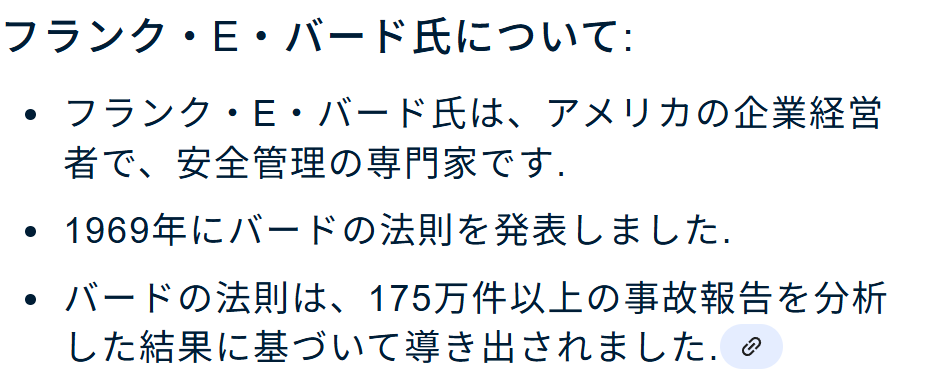 フランク・E・バード氏について:
• フランク・E・バード氏は、アメリカの企業経営
者で、安全管理の専門家です.
• 1969年にバードの法則を発表しました.
• バードの法則は、175万件以上の事故報告を分析
した結果に基づいて導き出されました.